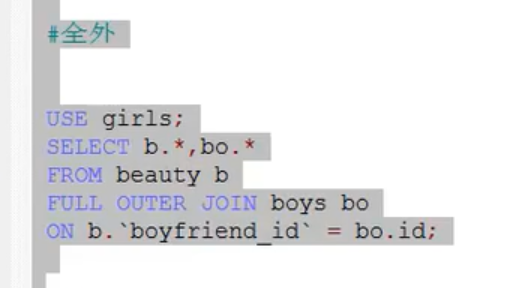 #全外
USE girls;
SELECT b.*,bo.*
FROM beauty b
FULL OUTER JOIN boys bo
ON b.`boyfriend_id` = bo.id;